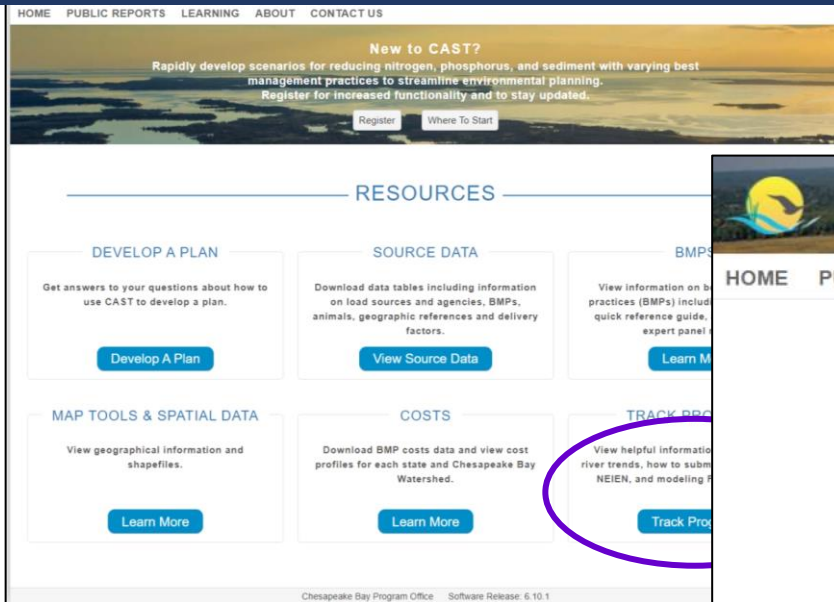 HOME PUBLIC REPORTS LEARNING ABOUT CONTACT US
New to CAST?
Rapidly develop scenarios for reducing nitrogen, phosphorus, and sediment with varying best
management practices to streamline environmental planning.
Register for increased functionality and to stay updated.
Register Where To Start
RESOURCES
DEVELOP A PLAN
Get answers to your questions about how to
use CAST to develop a plan.
Develop A Plan
SOURCE DATA
Download data tables including information
on load sources and agencies, BMPs,
animals, geographic references and delivery
factors.
View Source Data
BMPS
View information on
practices (BMPs)
quick reference guide,
expert panel
Learn
HOME
MAP TOOLS & SPATIAL DATA
View geographical information and
shapefiles.
Learn More
COSTS
Download BMP costs data and view cost
profiles for each state and Chesapeake Bay
Watershed.
Learn More
TRACK
View helpful
river trends, how to
NEIEN, and modeling
Track
Chesapeake Bay Program Office Software Release: 6.10.1